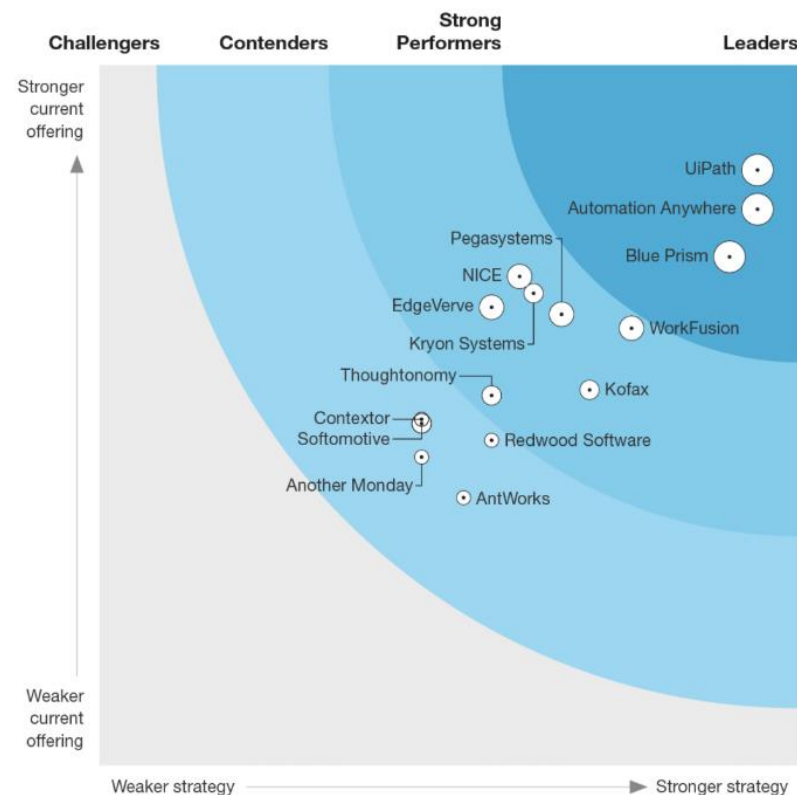 Strong
Challengers Contenders Performers Leaders
Stronger
current
offering
UiPath
Automation Anywhere
Pegasystems
Blue Prism
NICE
EdgeVerve
WorkFusion
Kryon Systems
Thoughtonomy
Kofax
Contextor
Softomotive
Redwood Software
Another Monday
AntWorks
Weaker
current
offering
Weaker strategy Stronger strategy